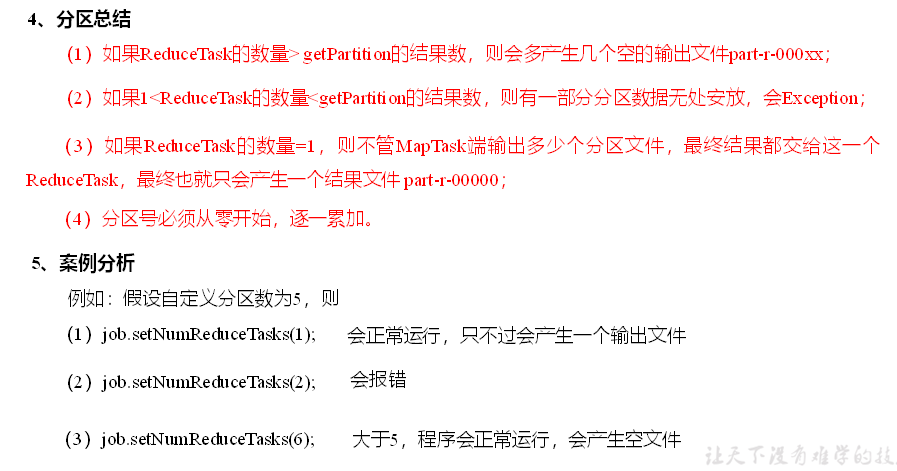 4、分区总结
（1）如果ReduceTask的数量> getPartition的结果数，则会多产生几个空的输出文件part-r-000xx；
（2）如果1<ReduceTask的数量<getPartition的结果数，则有一部分分区数据无处安放，会Exception；
（3）如果ReduceTask的数量=1，则不管MapTask端输出多少个分区文件，最终结果都交给这一个
ReduceTask，最终也就只会产生一个结果文件 part-r-00000；
（4）分区号必须从零开始，逐一累加。
5、案例分析
例如：假设自定义分区数为5，则
（1）job.setNumReduceTasks(1); 会正常运行，只不过会产生一个输出文件
（2）job.setNumReduceTasks(2); 会报错
（3）job.setNumReduceTasks(6); 大于5，程序会正常运行，会产生空文件
让天下没有难学的技